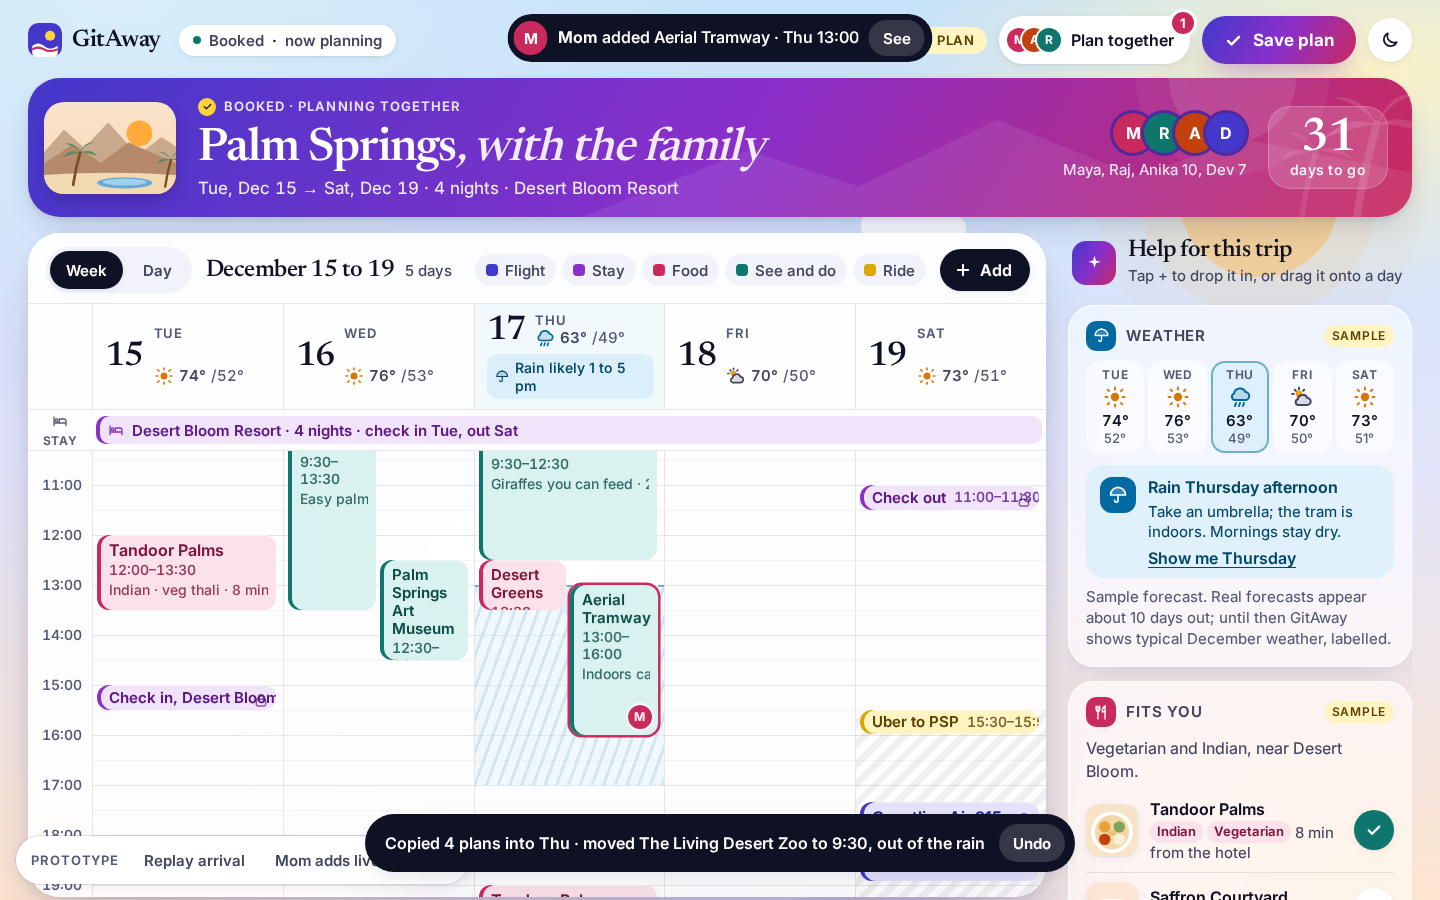 GitAway
Booked · now planning
M Mom added Aerial Tramway · Thu 13:00 See
PLAN
M A R Plan together 1
Save plan
BOOKED · PLANNING TOGETHER
Palm Springs, with the family
Tue, Dec 15 → Sat, Dec 19 · 4 nights · Desert Bloom Resort
M R A D
Maya, Raj, Anika 10, Dev 7
31
days to go
Week Day
December 15 to 19 5 days
Flight Stay Food See and do Ride
+ Add
15 TUE
74° /52°
16 WED
76° /53°
17 THU
63° /49°
Rain likely 1 to 5
pm
18 FRI
70° /50°
19 SAT
73° /51°
STAY
Desert Bloom Resort · 4 nights · check in Tue, out Sat
11:00
12:00
13:00
14:00
15:00
16:00
17:00
18:00
19:00
Tandoor Palms
12:00–13:30
Indian · veg thali · 8 min
Check in, Desert Bloom
9:30–
13:30
Easy palm
Palm
Springs
Art
Museum
12:30–
9:30–12:30
Giraffes you can feed ·
Desert
Greens
Aerial
Tramway
13:00–
16:00
Indoors ca
M
Check out 11:00–11:30
Uber to PSP 15:30–15:
Help for this trip
Tap + to drop it in, or drag it onto a day
WEATHER SAMPLE
TUE
74°
52°
WED
76°
53°
THU
63°
49°
FRI
70°
50°
SAT
73°
51°
Rain Thursday afternoon
Take an umbrella; the tram is
indoors. Mornings stay dry.
Show me Thursday
Sample forecast. Real forecasts appear
about 10 days out; until then GitAway
shows typical December weather, labelled.
FITS YOU SAMPLE
Vegetarian and Indian, near Desert
Bloom.
Tandoor Palms
Indian Vegetarian 8 min
from the hotel
Saffron Courtyard
PROTOTYPE Replay arrival Mom adds live
Copied 4 plans into Thu · moved The Living Desert Zoo to 9:30, out of the rain Undo